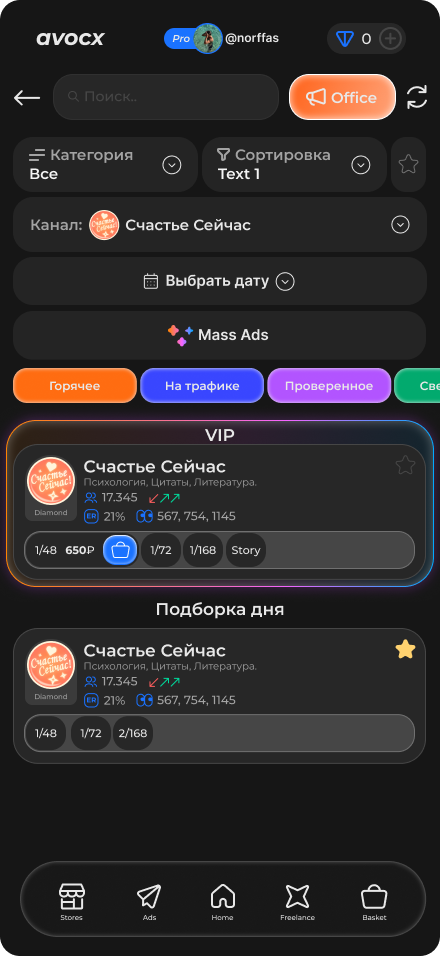 avocx
Pro @norffas 0
Поиск.. Office
Категория Сортировка
Все Text 1
Канал: Счастье Сейчас! Счастье Сейчас
Выбрать дату
Mass Ads
Горячее На трафике Проверенное Све
VIP
Счастье Сейчас
Счастье Сейчас!
Психология, Цитаты, Литература.
17.345
Diamond
ER 21% 567, 754, 1145
1/48 650₽ 1/72 1/168 Story
Подборка дня
Счастье Сейчас
Счастье Сейчас!
Психология, Цитаты, Литература.
17.345
Diamond
ER 21% 567, 754, 1145
1/48 1/72 2/168
Stores Ads Home Freelance Basket